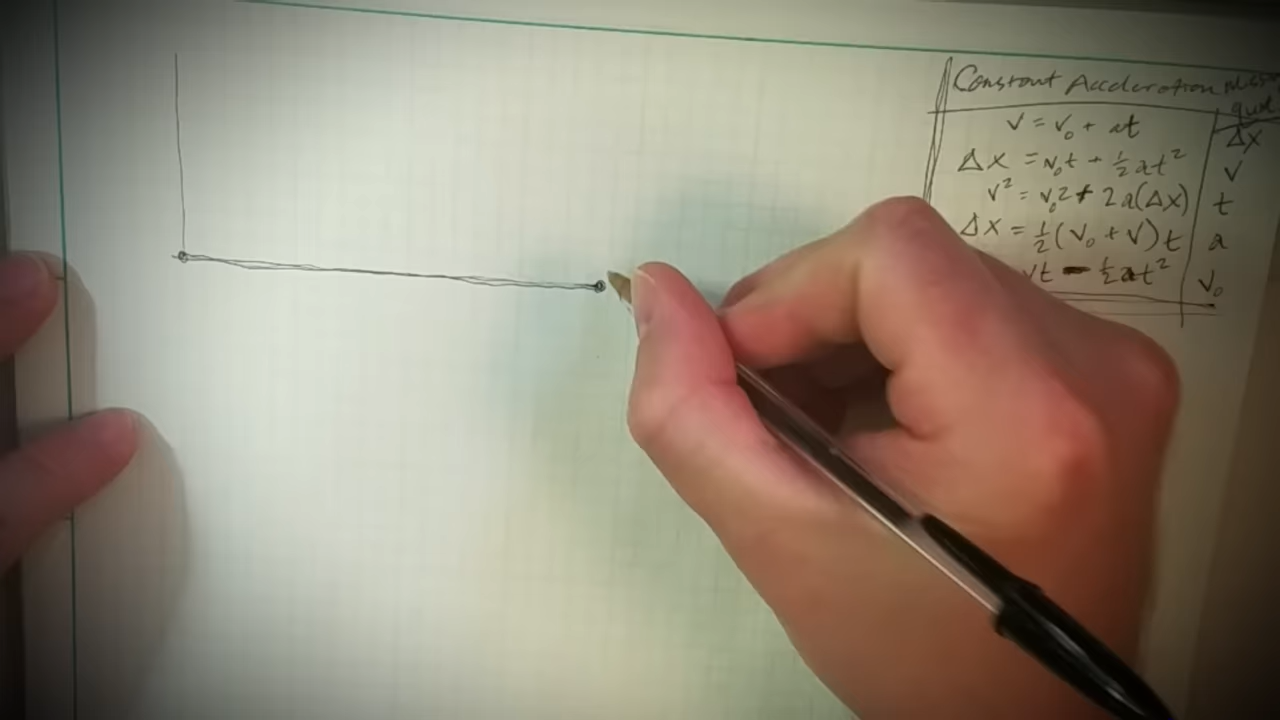 Constant Acceleration
v = v₀ + at Δx
Δx = v₀t + ½at² v
v² = v₀² + 2a(Δx) t
Δx = ½(v₀ + v)t a
vt - ½at² v₀